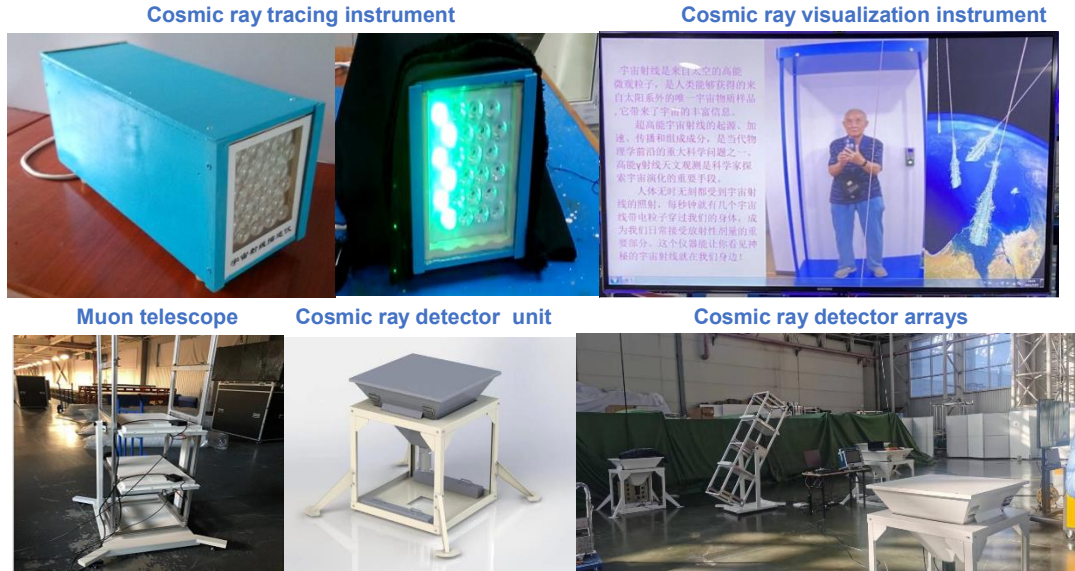 Cosmic ray tracing instrument
Cosmic ray visualization instrument
宇宙射线描迹仪
宇宙射线是来自太空的高能
微观粒子，是人类能够获得的来
自太阳系外的唯一宇宙物质样品
，它带来了宇宙的丰富信息。
超高能宇宙射线的起源、加
速、传播和组成成分，是当代物
理学前沿的重大科学问题之一，
高能γ射线天文观测是科学家探
索宇宙演化的重要手段。
人体无时无刻都受到宇宙射
线的照射，每秒钟就有几个宇宙
线带电粒子穿过我们的身体，成
为我们日常接受放射性剂量的重
要部分。这个仪器能让你看见神
秘的宇宙射线就在我们身边！
SAMSUNG
Muon telescope
Cosmic ray detector unit
Cosmic ray detector arrays